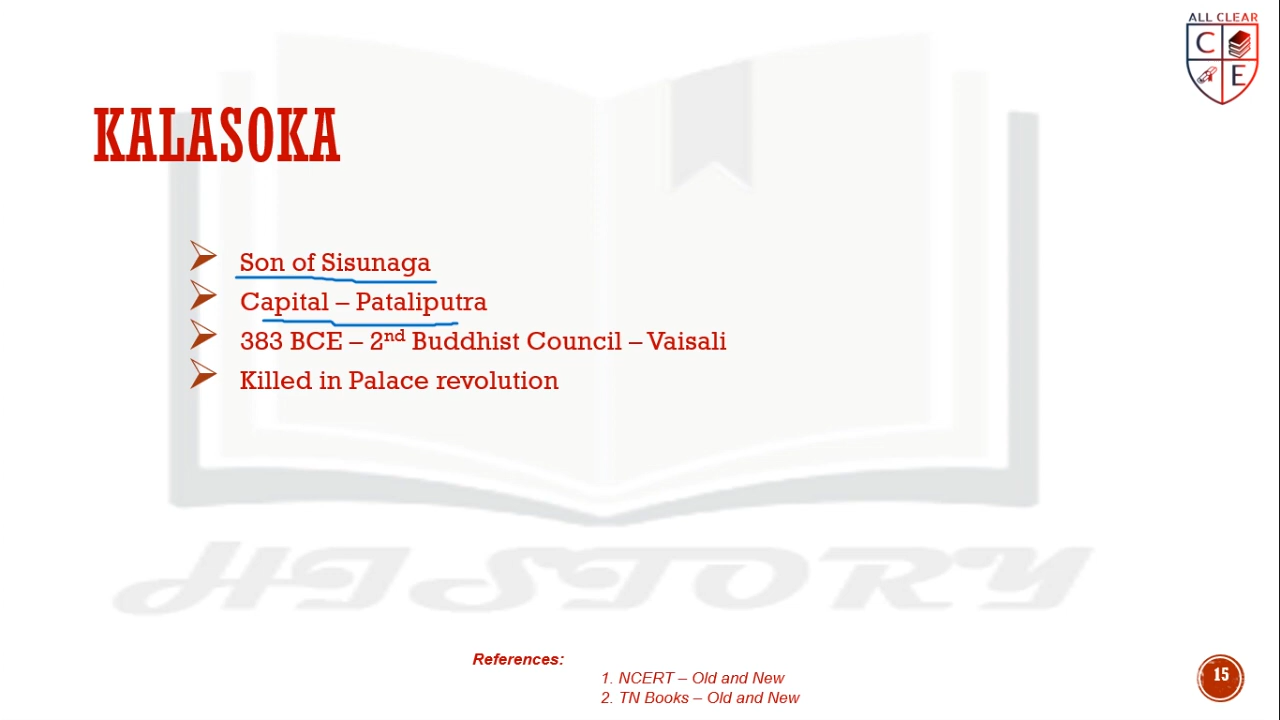 ALL CLEAR
C
E
KALASOKA
Son of Sisunaga
Capital – Pataliputra
383 BCE – 2nd Buddhist Council – Vaisali
Killed in Palace revolution
HISTORY
References:
1. NCERT – Old and New
2. TN Books – Old and New
15